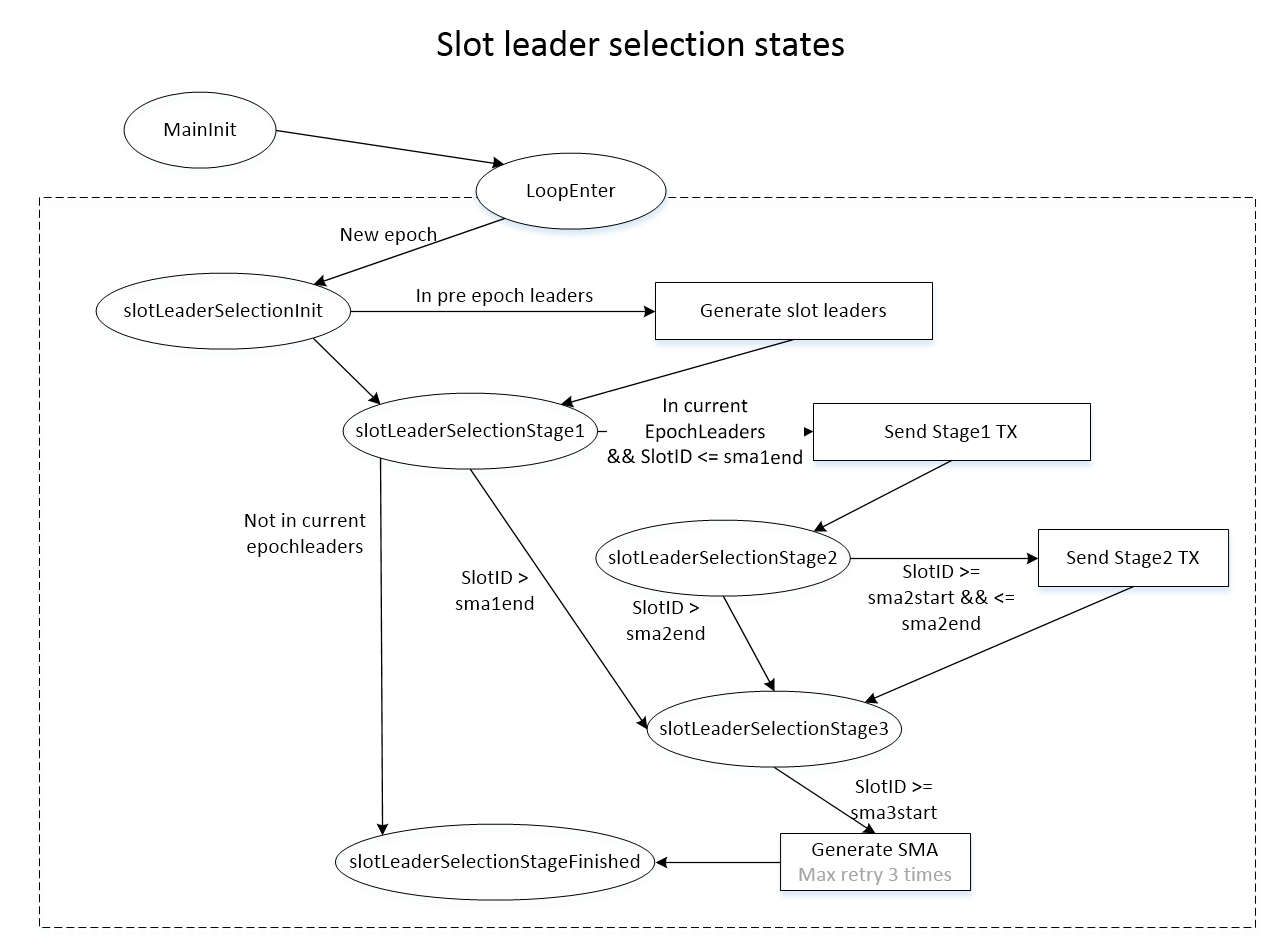 Slot leader selection states
MainInit
LoopEnter
New epoch
slotLeaderSelectionInit
In pre epoch leaders
Generate slot leaders
slotLeaderSelectionStage1
In current
EpochLeaders
&& SlotID <= sma1end
Send Stage1 TX
Not in current
epochleaders
SlotID >
sma1end
slotLeaderSelectionStage2
SlotID >=
sma2start && <=
sma2end
Send Stage2 TX
SlotID >
sma2end
slotLeaderSelectionStage3
SlotID >=
sma3start
Generate SMA
Max retry 3 times
slotLeaderSelectionStageFinished